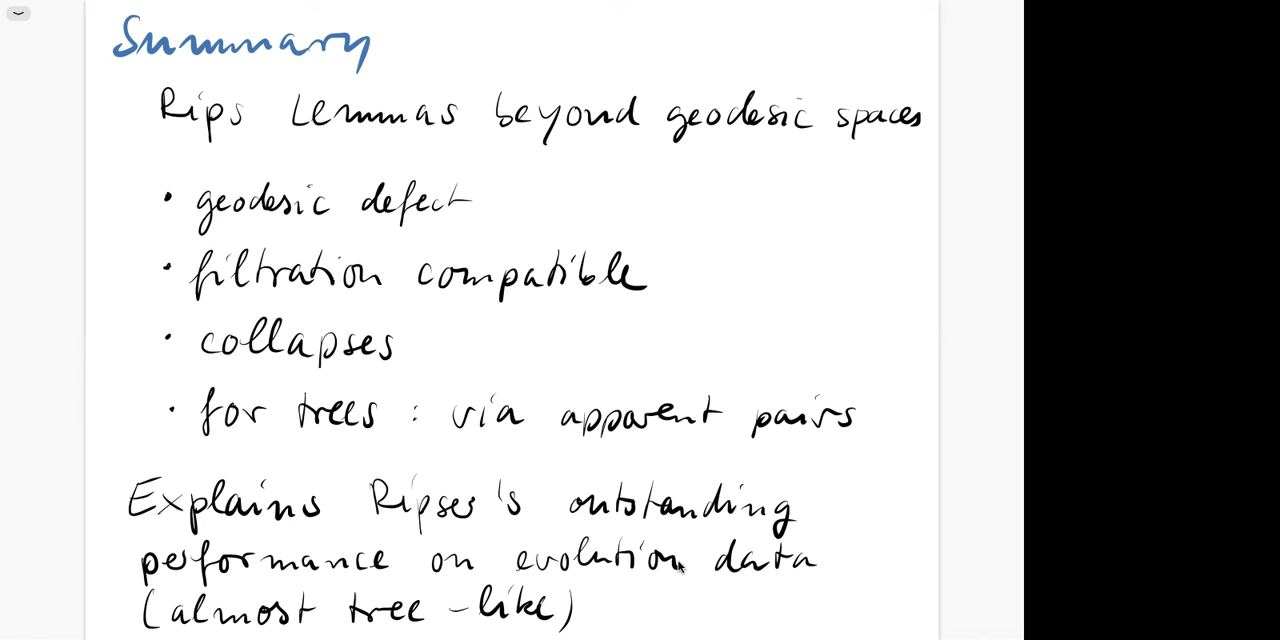 Summary
Rips Lemmas beyond geodesic spaces
• geodesic defect
• filtration compatible
• collapses
• for trees : via apparent pairs
Explains Ripser's outstanding
performance on evolution data
(almost tree-like)